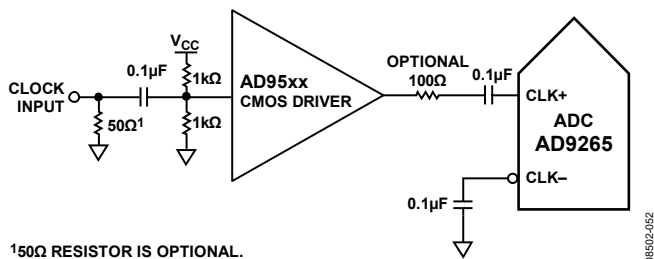 VCC
0.1µF
1kΩ
CLOCK
INPUT
50Ω1
1kΩ
AD95xx
CMOS DRIVER
OPTIONAL
100Ω
0.1µF
CLK+
ADC
AD9265
CLK–
0.1µF
150Ω RESISTOR IS OPTIONAL.
08502-052